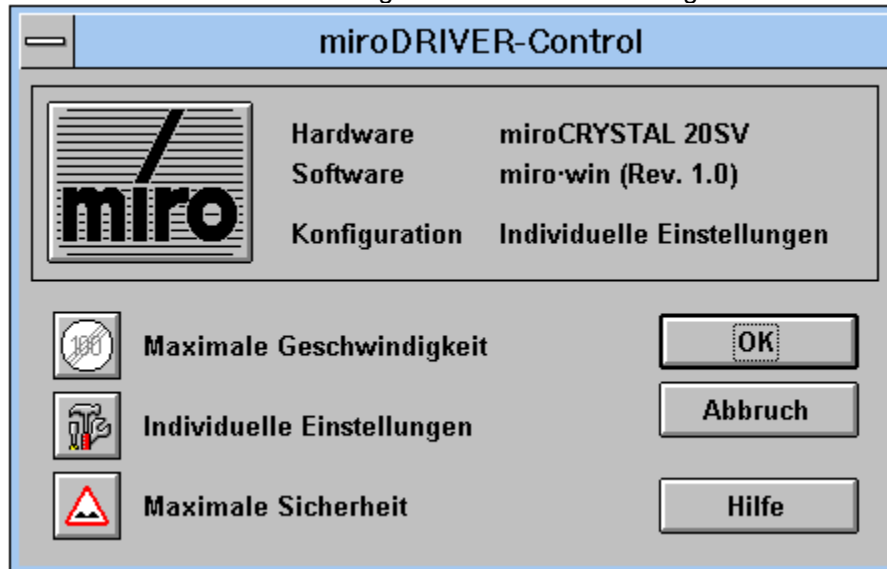 miroDRIVER-Control
miro
Hardware miroCRYSTAL 20SV
Software miro·win (Rev. 1.0)
Konfiguration Individuelle Einstellungen
100 Maximale Geschwindigkeit
OK
Individuelle Einstellungen
Abbruch
Maximale Sicherheit
Hilfe